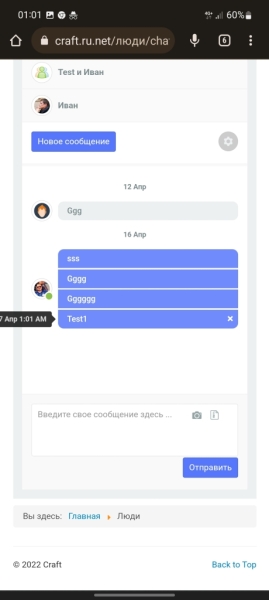 01:01
4G+
60%
craft.ru.net/люди/cha
6
Test и Иван
Иван
Новое сообщение
12 Апр
Ggg
16 Апр
sss
Gggg
Gggggg
7 Апр 1:01 AM
Test1
Введите свое сообщение здесь ...
Отправить
Вы здесь: Главная Люди
© 2022 Craft
Back to Top